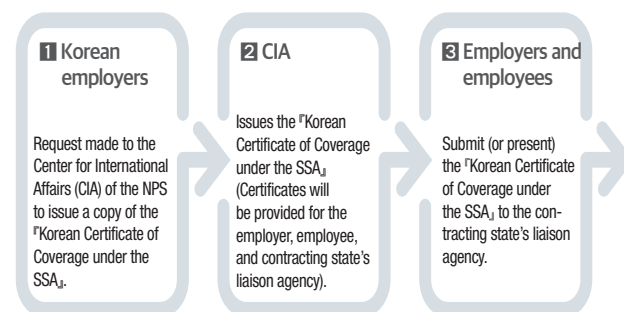 1 Korean
employers
Request made to the
Center for International
Affairs (CIA) of the NPS
to issue a copy of the
『Korean Certificate of
Coverage under the
SSA』.
2 CIA
Issues the 『Korean
Certificate of Coverage
under the SSA』
(Certificates will
be provided for the
employer, employee,
and contracting state's
liaison agency).
3 Employers and
employees
Submit (or present)
the 『Korean Certificate
of Coverage under
the SSA』 to the con-
tracting state's liaison
agency.